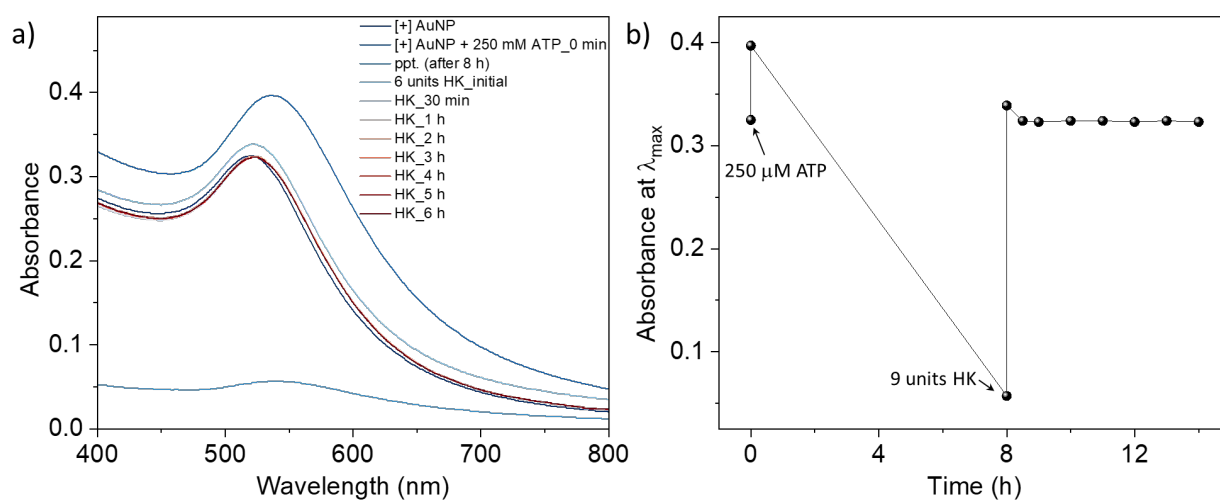 a)
[+] AuNP
[+] AuNP + 250 mM ATP_0 min
ppt. (after 8 h)
6 units HK_initial
HK_30 min
HK_1 h
HK_2 h
HK_3 h
HK_4 h
HK_5 h
HK_6 h
0.4
0.3
0.2
0.1
0.0
Absorbance
400
500
600
700
800
Wavelength (nm)
b)
0.4
0.3
0.2
0.1
Absorbance at λmax
250 μM ATP
9 units HK
0
4
8
12
Time (h)